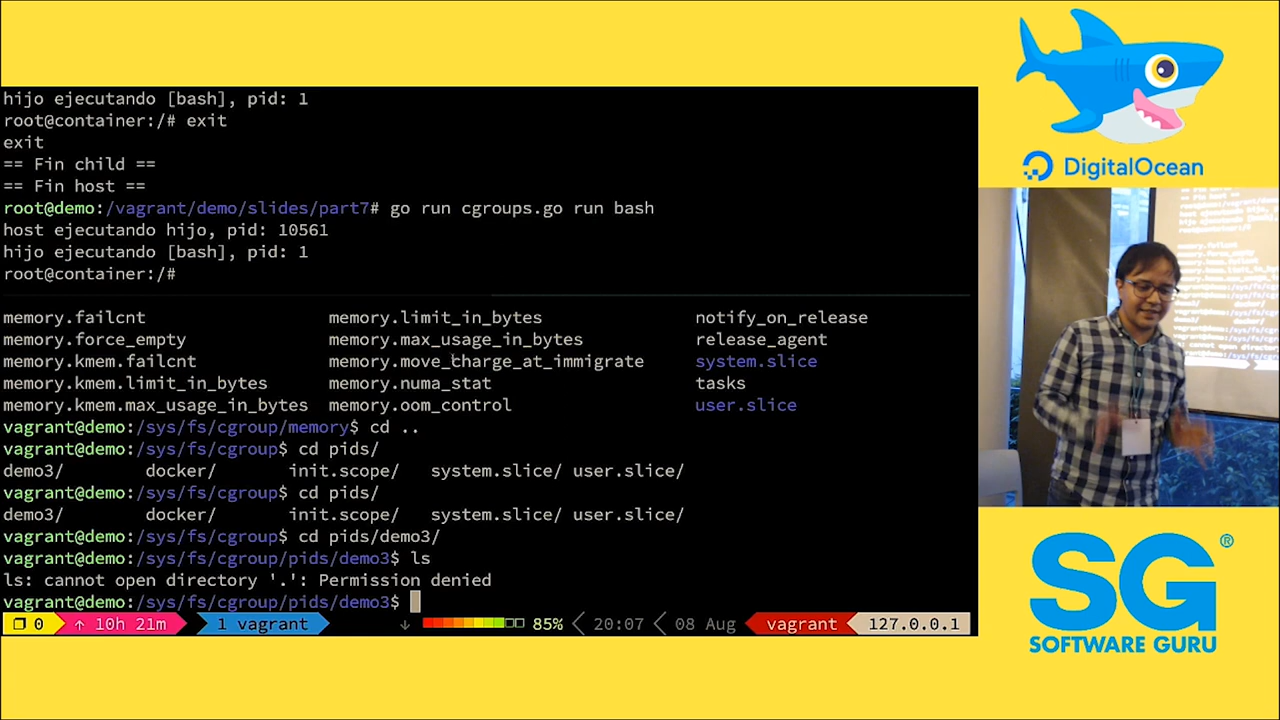 hijo ejecutando [bash], pid: 1
root@container:/# exit
exit
== Fin child ==
== Fin host ==
root@demo:/vagrant/demo/slides/part7# go run cgroups.go run bash
host ejecutando hijo, pid: 10561
hijo ejecutando [bash], pid: 1
root@container:/#
memory.failcnt memory.limit_in_bytes notify_on_release
memory.force_empty memory.max_usage_in_bytes release_agent
memory.kmem.failcnt memory.move_charge_at_immigrate system.slice
memory.kmem.limit_in_bytes memory.numa_stat tasks
memory.kmem.max_usage_in_bytes memory.oom_control user.slice
vagrant@demo:/sys/fs/cgroup/memory$ cd ..
vagrant@demo:/sys/fs/cgroup$ cd pids/
demo3/ docker/ init.scope/ system.slice/ user.slice/
vagrant@demo:/sys/fs/cgroup$ cd pids/
demo3/ docker/ init.scope/ system.slice/ user.slice/
vagrant@demo:/sys/fs/cgroup$ cd pids/demo3/
vagrant@demo:/sys/fs/cgroup/pids/demo3$ ls
ls: cannot open directory '.': Permission denied
vagrant@demo:/sys/fs/cgroup/pids/demo3$
0 ↑ 10h 21m 1 vagrant ↓ 85% 20:07 08 Aug vagrant 127.0.0.1
DigitalOcean
SG®
SOFTWARE GURU